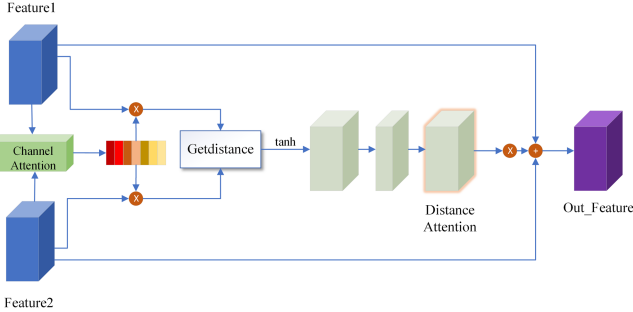 Feature1
Channel
Attention
X
X
Getdistance
tanh
Distance
Attention
X
+
Out_Feature
Feature2